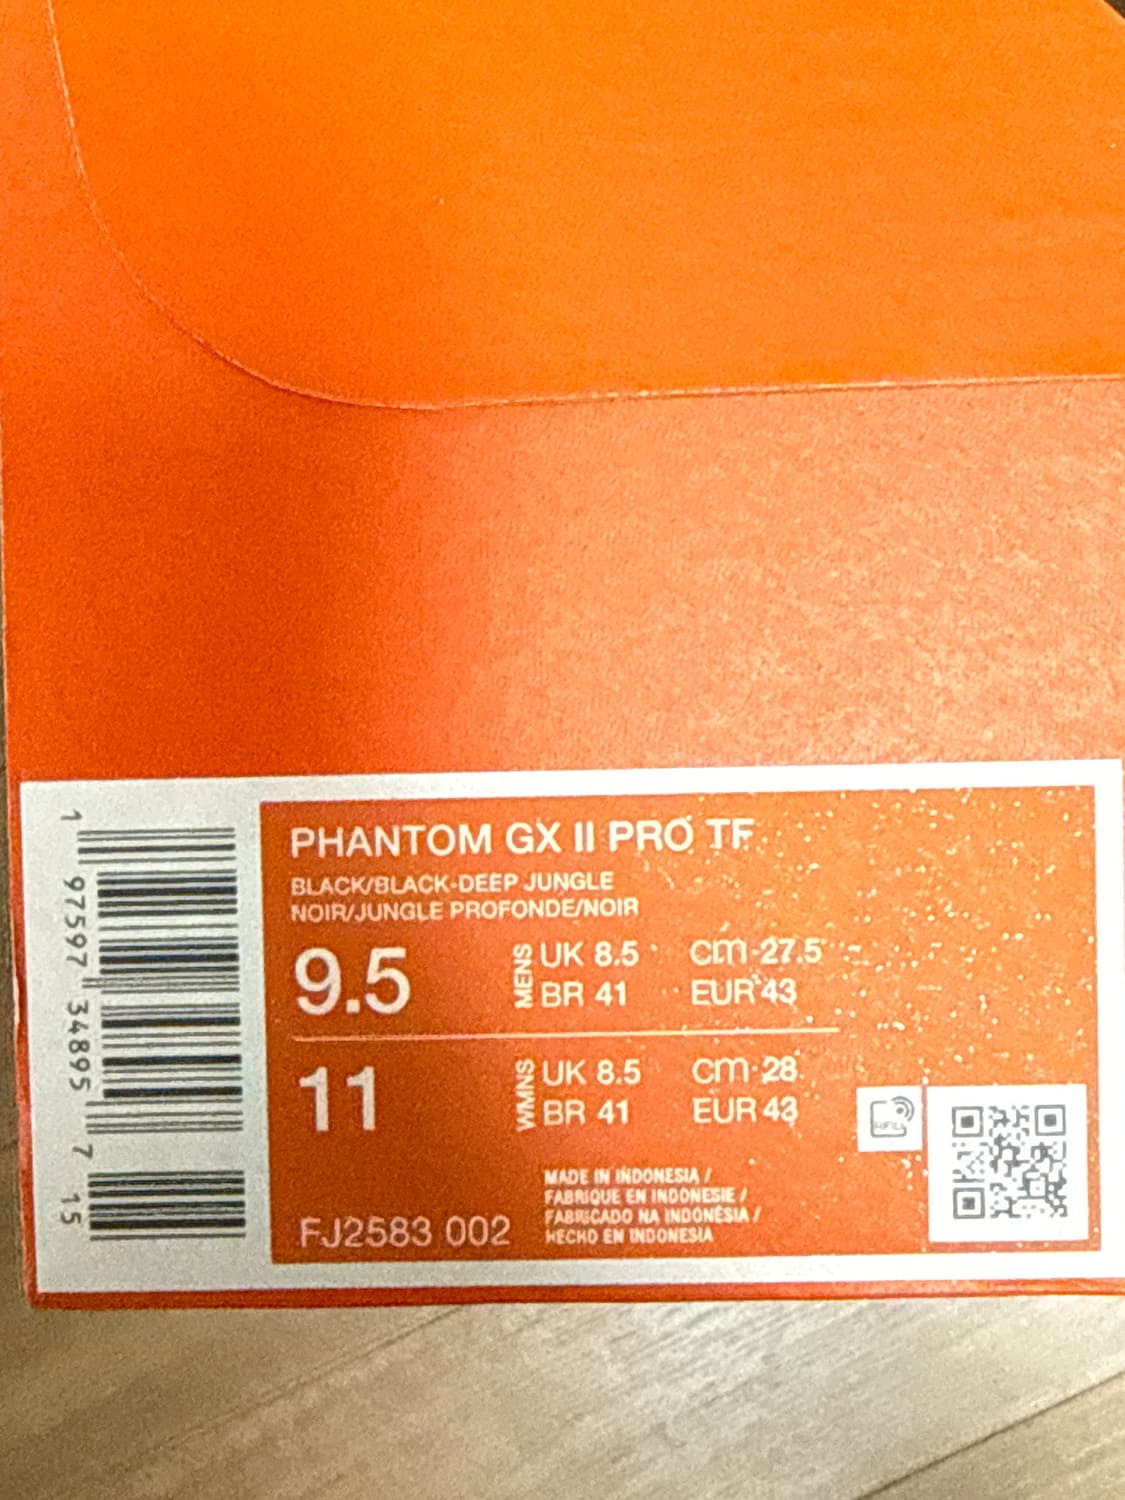 PHANTOM GX II PRO TF
BLACK/BLACK-DEEP JUNGLE
NOIR/JUNGLE PROFONDE/NOIR
9.5 MENS UK 8.5 cm 27.5
BR 41 EUR 43
11 WMNS UK 8.5 cm 28
BR 41 EUR 43
MADE IN INDONESIA /
FABRIQUE EN INDONESIE /
FABRICADO NA INDONÉSIA /
HECHO EN INDONESIA
FJ2583 002
1 97597 34895 7 15